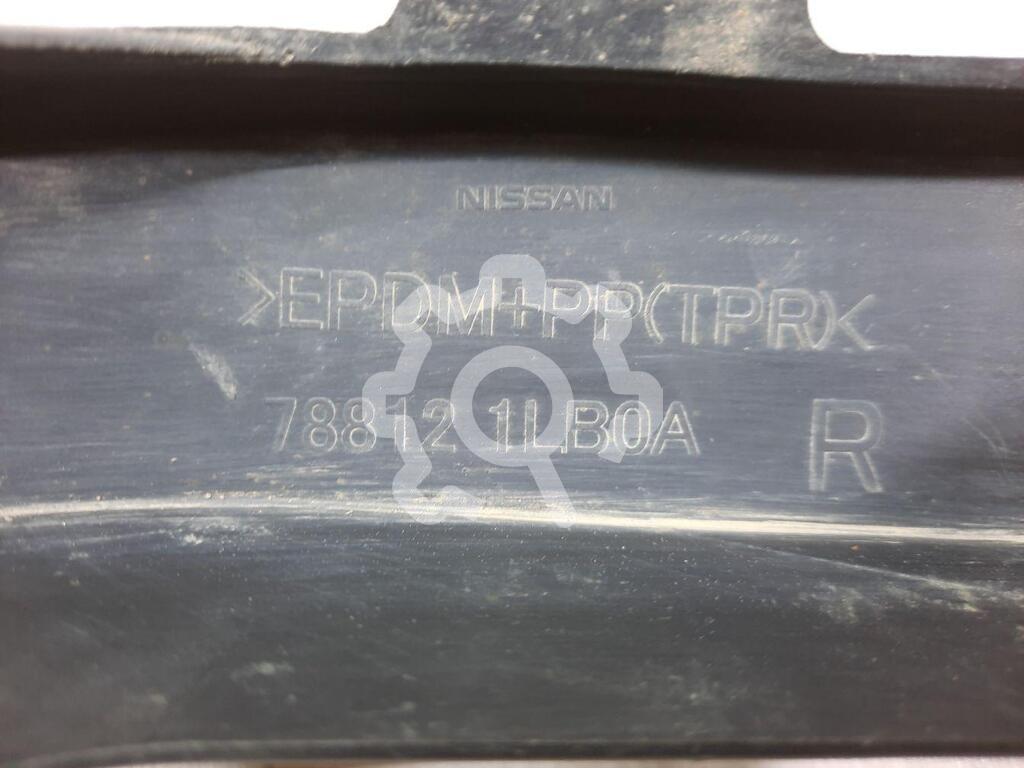 NISSAN
>EPDM+PP(TPR)<
78812 1LB0A R